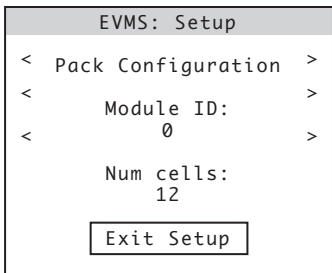 EVMS: Setup
< Pack Configuration >
< >
Module ID:
0
< >
Num cells:
12
Exit Setup